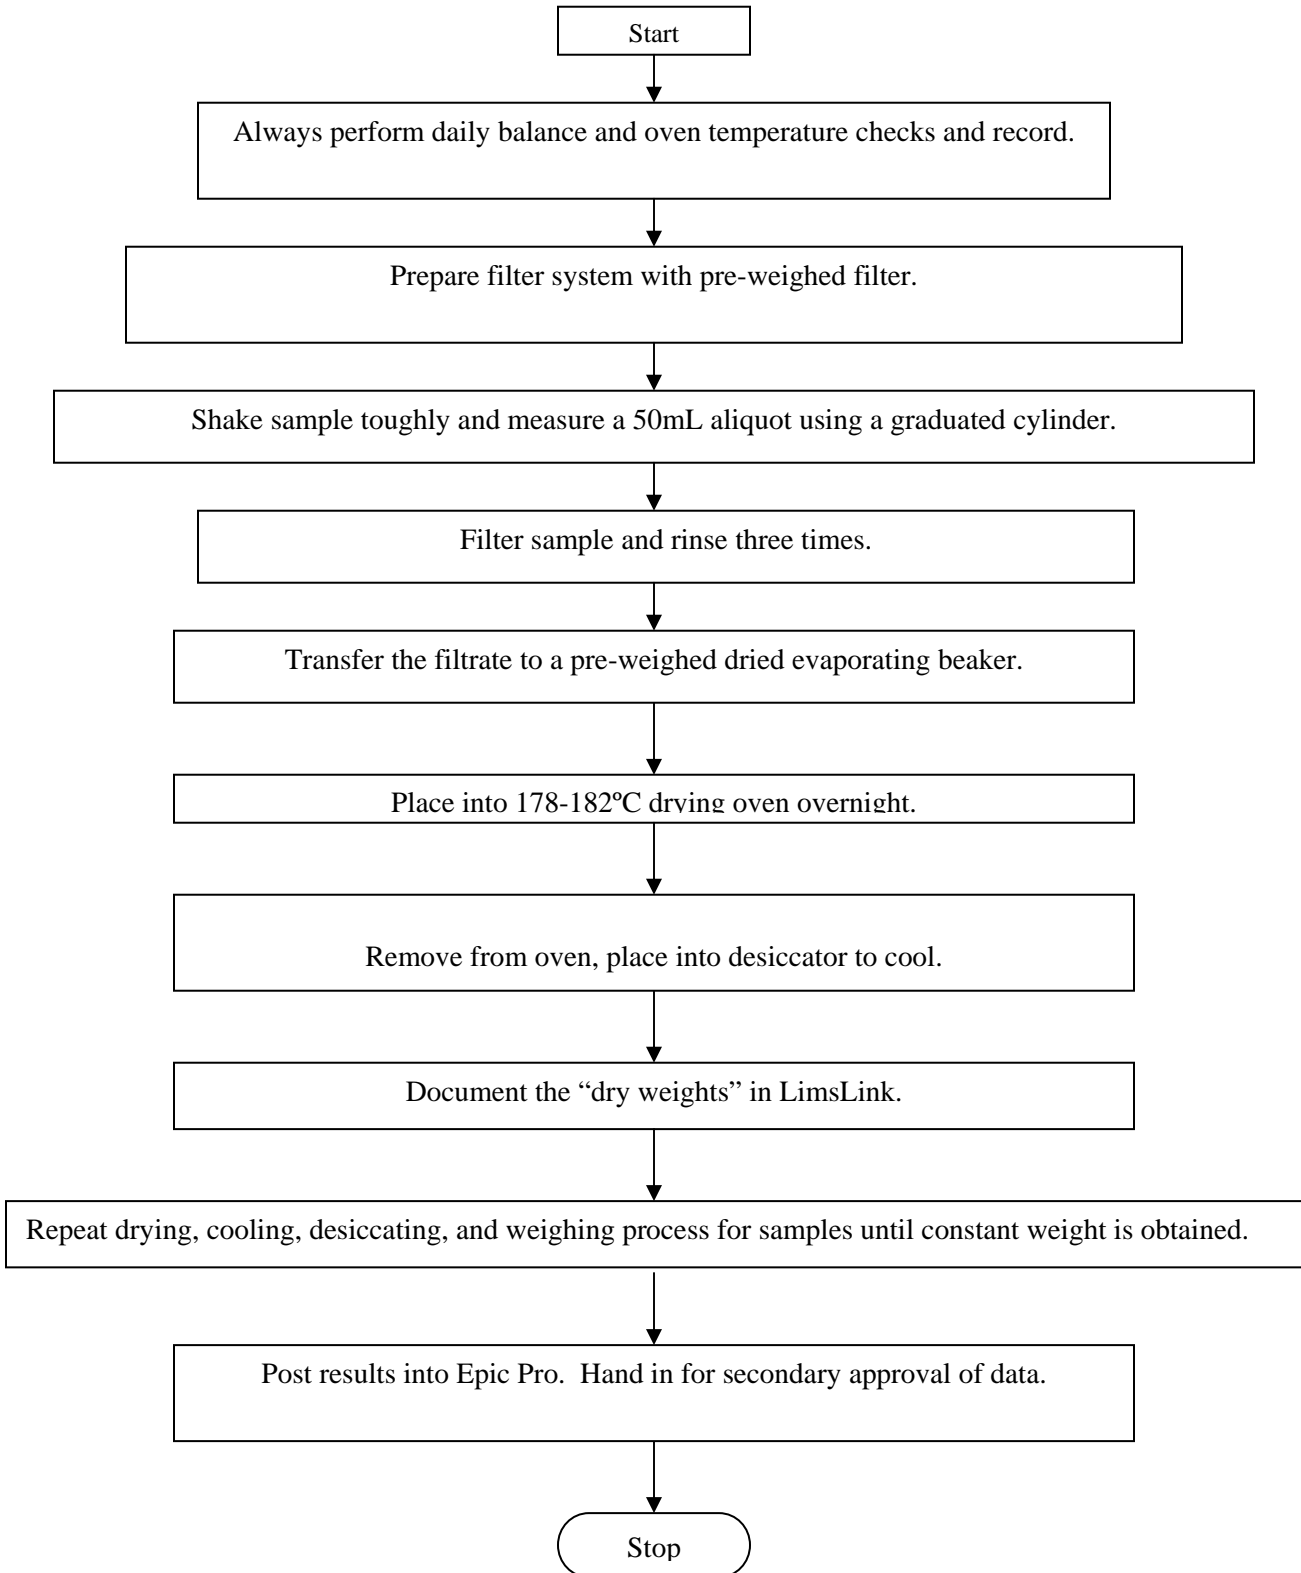 Start
Always perform daily balance and oven temperature checks and record.
Prepare filter system with pre-weighed filter.
Shake sample toughly and measure a 50mL aliquot using a graduated cylinder.
Filter sample and rinse three times.
Transfer the filtrate to a pre-weighed dried evaporating beaker.
Place into 178-182ºC drying oven overnight.
Remove from oven, place into desiccator to cool.
Document the “dry weights” in LimsLink.
Repeat drying, cooling, desiccating, and weighing process for samples until constant weight is obtained.
Post results into Epic Pro.  Hand in for secondary approval of data.
Stop